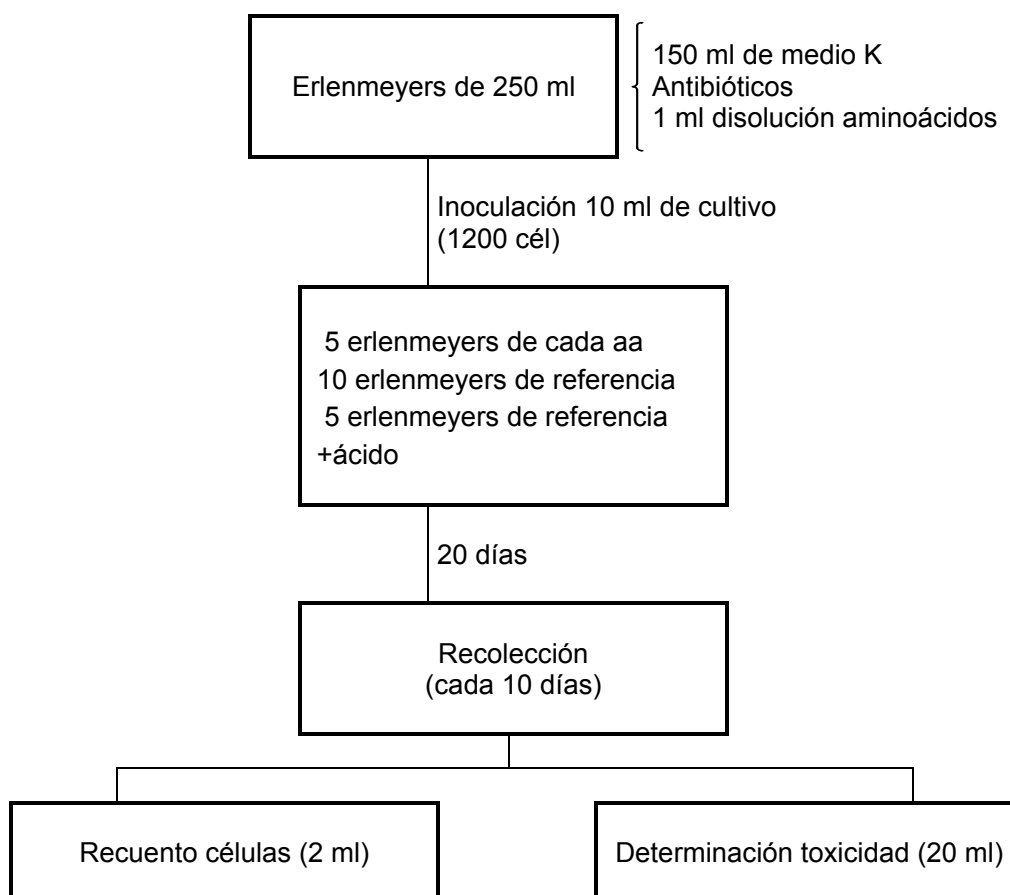 Erlenmeyers de 250 ml
150 ml de medio K
Antibióticos
1 ml disolución aminoácidos
Inoculación 10 ml de cultivo
(1200 cél)
5 erlenmeyers de cada aa
10 erlenmeyers de referencia
5 erlenmeyers de referencia
+ácido
20 días
Recolección
(cada 10 días)
Recuento células (2 ml)
Determinación toxicidad (20 ml)